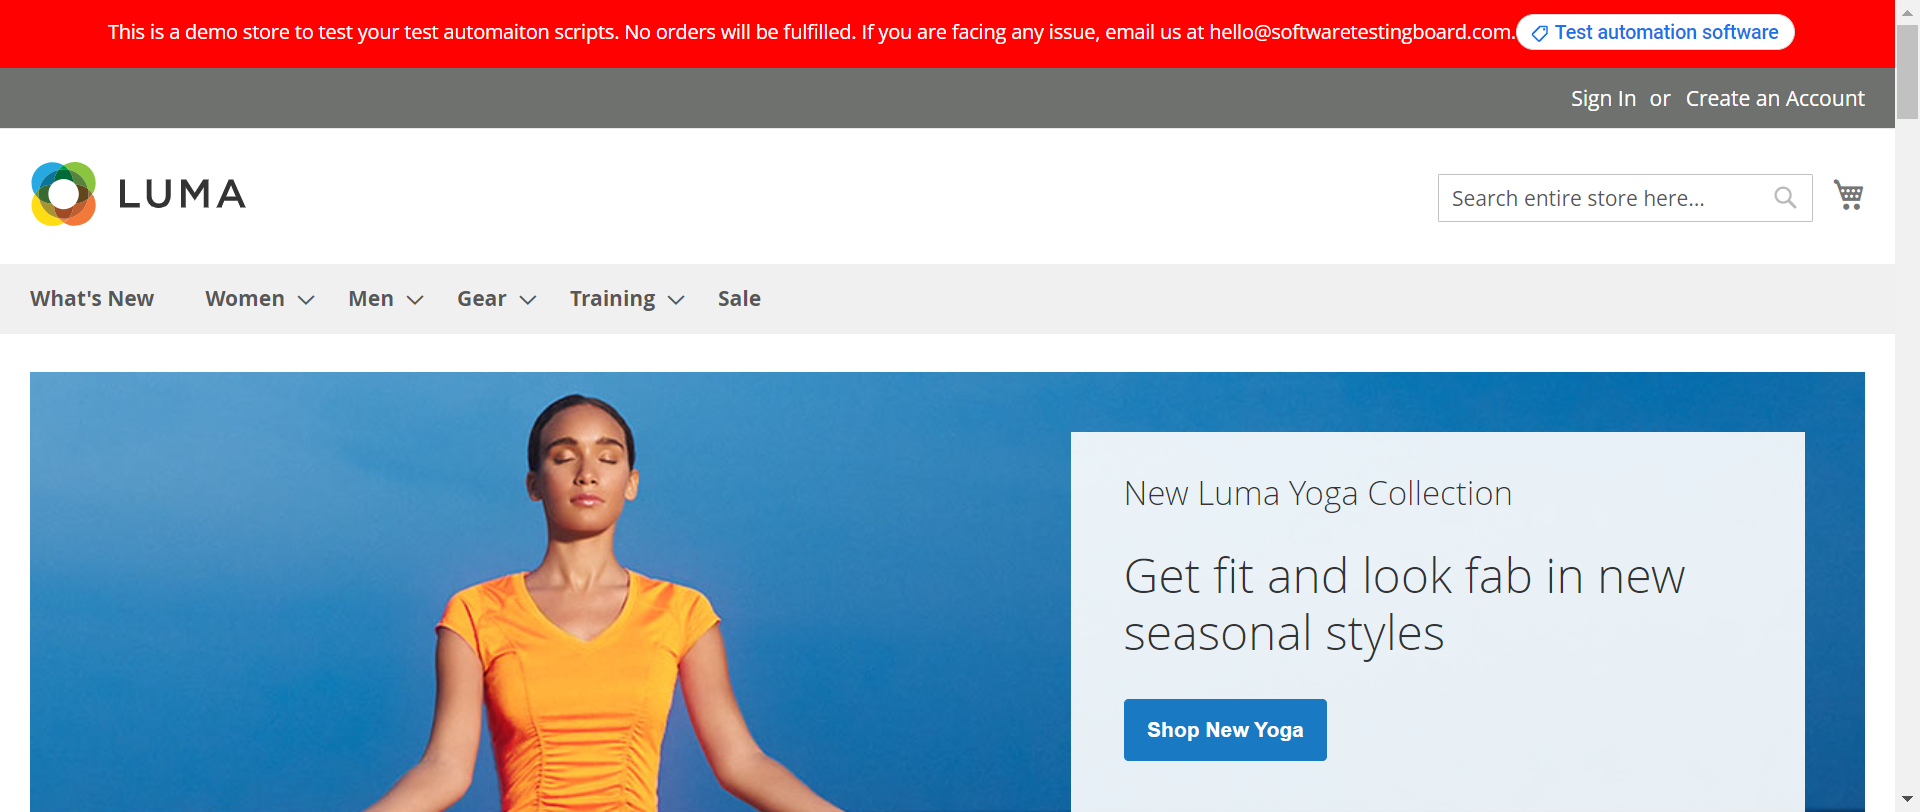 This is a demo store to test your test automaiton scripts. No orders will be fulfilled. If you are facing any issue, email us at hello@softwaretestingboard.com. Test automation software
Sign In or Create an Account
LUMA
Search entire store here...
What's New Women Men Gear Training Sale
New Luma Yoga Collection
Get fit and look fab in new
seasonal styles
Shop New Yoga